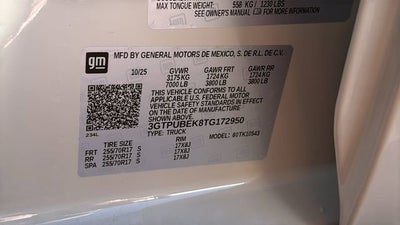 MAX TONGUE WEIGHT: 558 KG / 1230 LBS
SEE OWNER'S MANUAL FOR
gm
MFD BY GENERAL MOTORS DE MEXICO, S. DE R.L. DE C.V.
10/25 GVWR GAWR FRT GAWR RR
3175 KG 1724 KG 1724 KG
7000 LB 3800 LB 3800 LB
THIS VEHICLE CONFORMS TO ALL
APPLICABLE U.S. FEDERAL MOTOR
VEHICLE SAFETY STANDARDS IN EFFECT
ON THE DATE OF MANUFACTURE
SHOWN ABOVE.
3GTPUBEK8TG172950
TYPE: TRUCK MODEL: 80TK10543
TIRE SIZE RIM
FRT 255/70R17 S 17X8J
RR 255/70R17 S 17X8J
SPA 255/70R17 S 17X8J